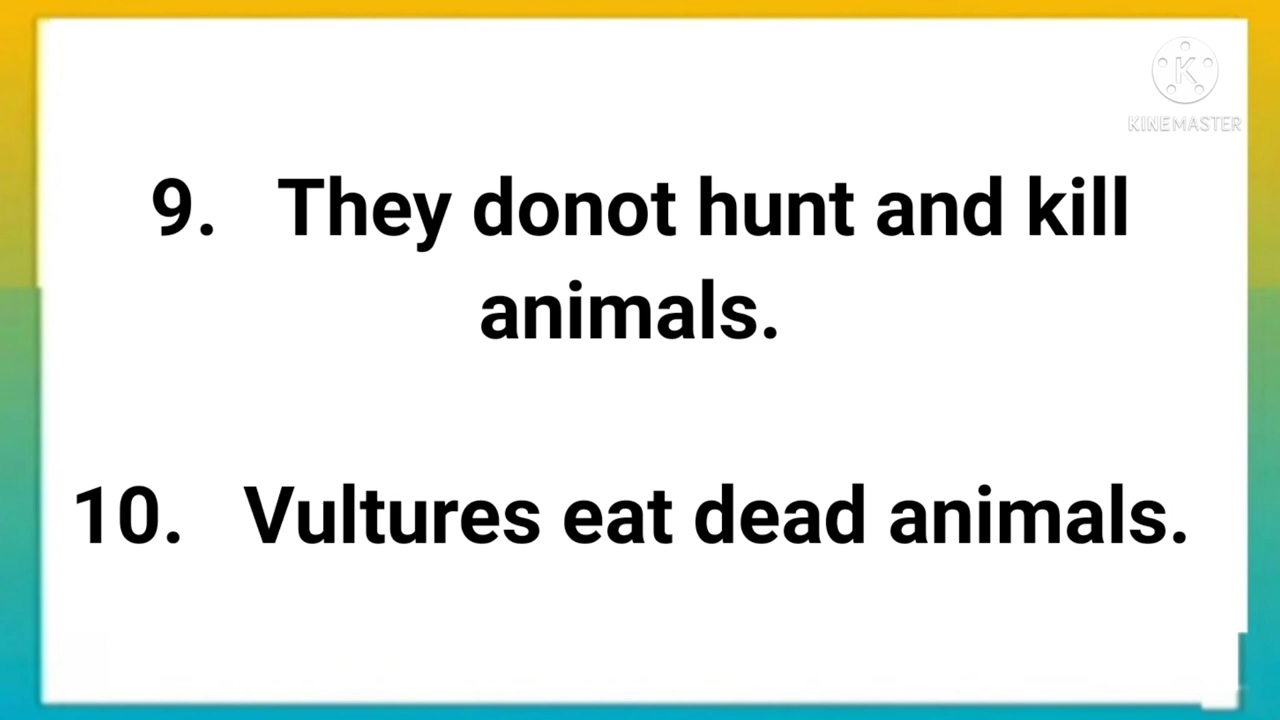 KINEMASTER
9. They donot hunt and kill
animals.
10. Vultures eat dead animals.